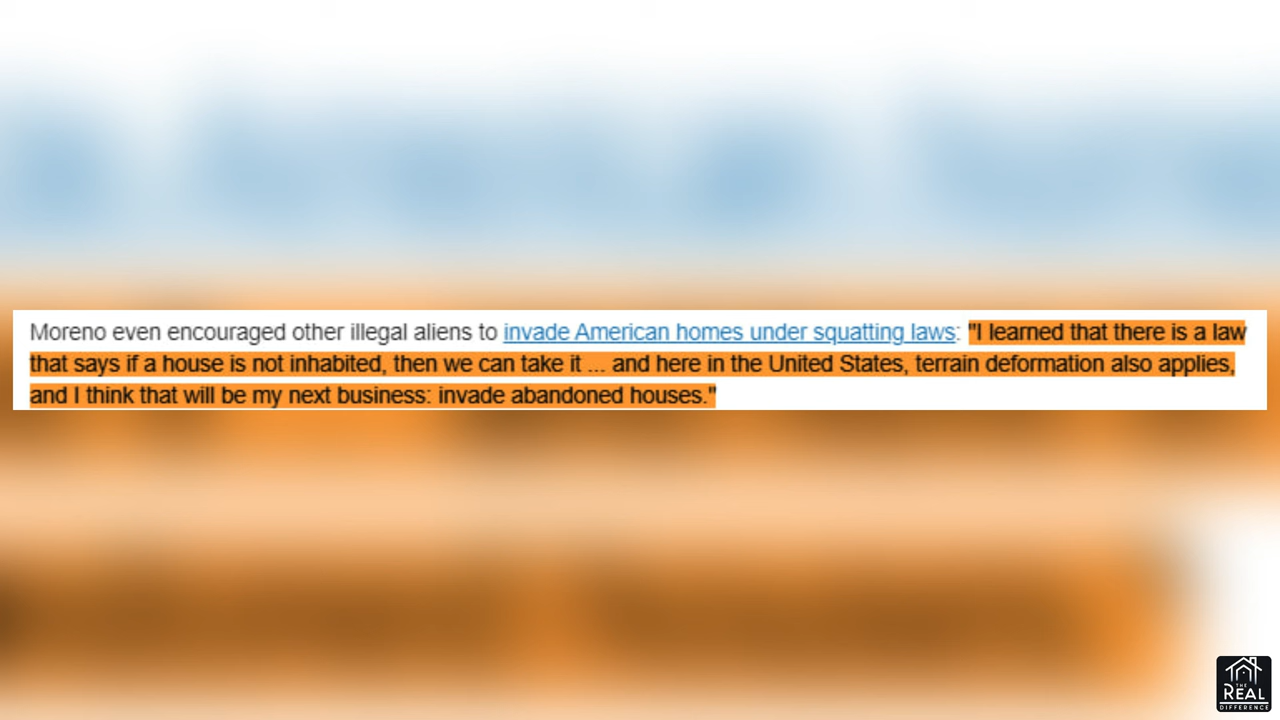 Moreno even encouraged other illegal aliens to invade American homes under squatting laws: "I learned that there is a law
that says if a house is not inhabited, then we can take it ... and here in the United States, terrain deformation also applies,
and I think that will be my next business: invade abandoned houses."
THE
REAL
DIFFERENCE